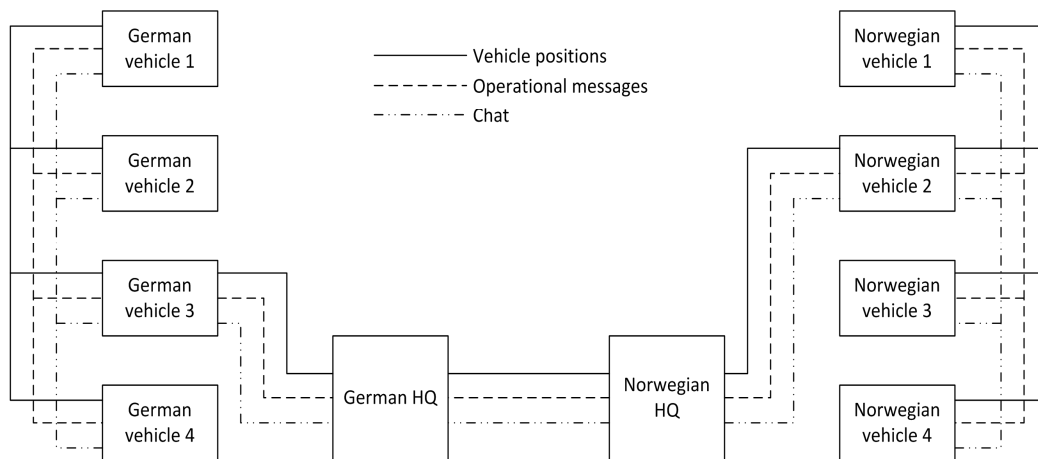 German
vehicle 1
Vehicle positions
Operational messages
Chat
Norwegian
vehicle 1
German
vehicle 2
Norwegian
vehicle 2
German
vehicle 3
Norwegian
vehicle 3
German HQ
Norwegian
HQ
German
vehicle 4
Norwegian
vehicle 4